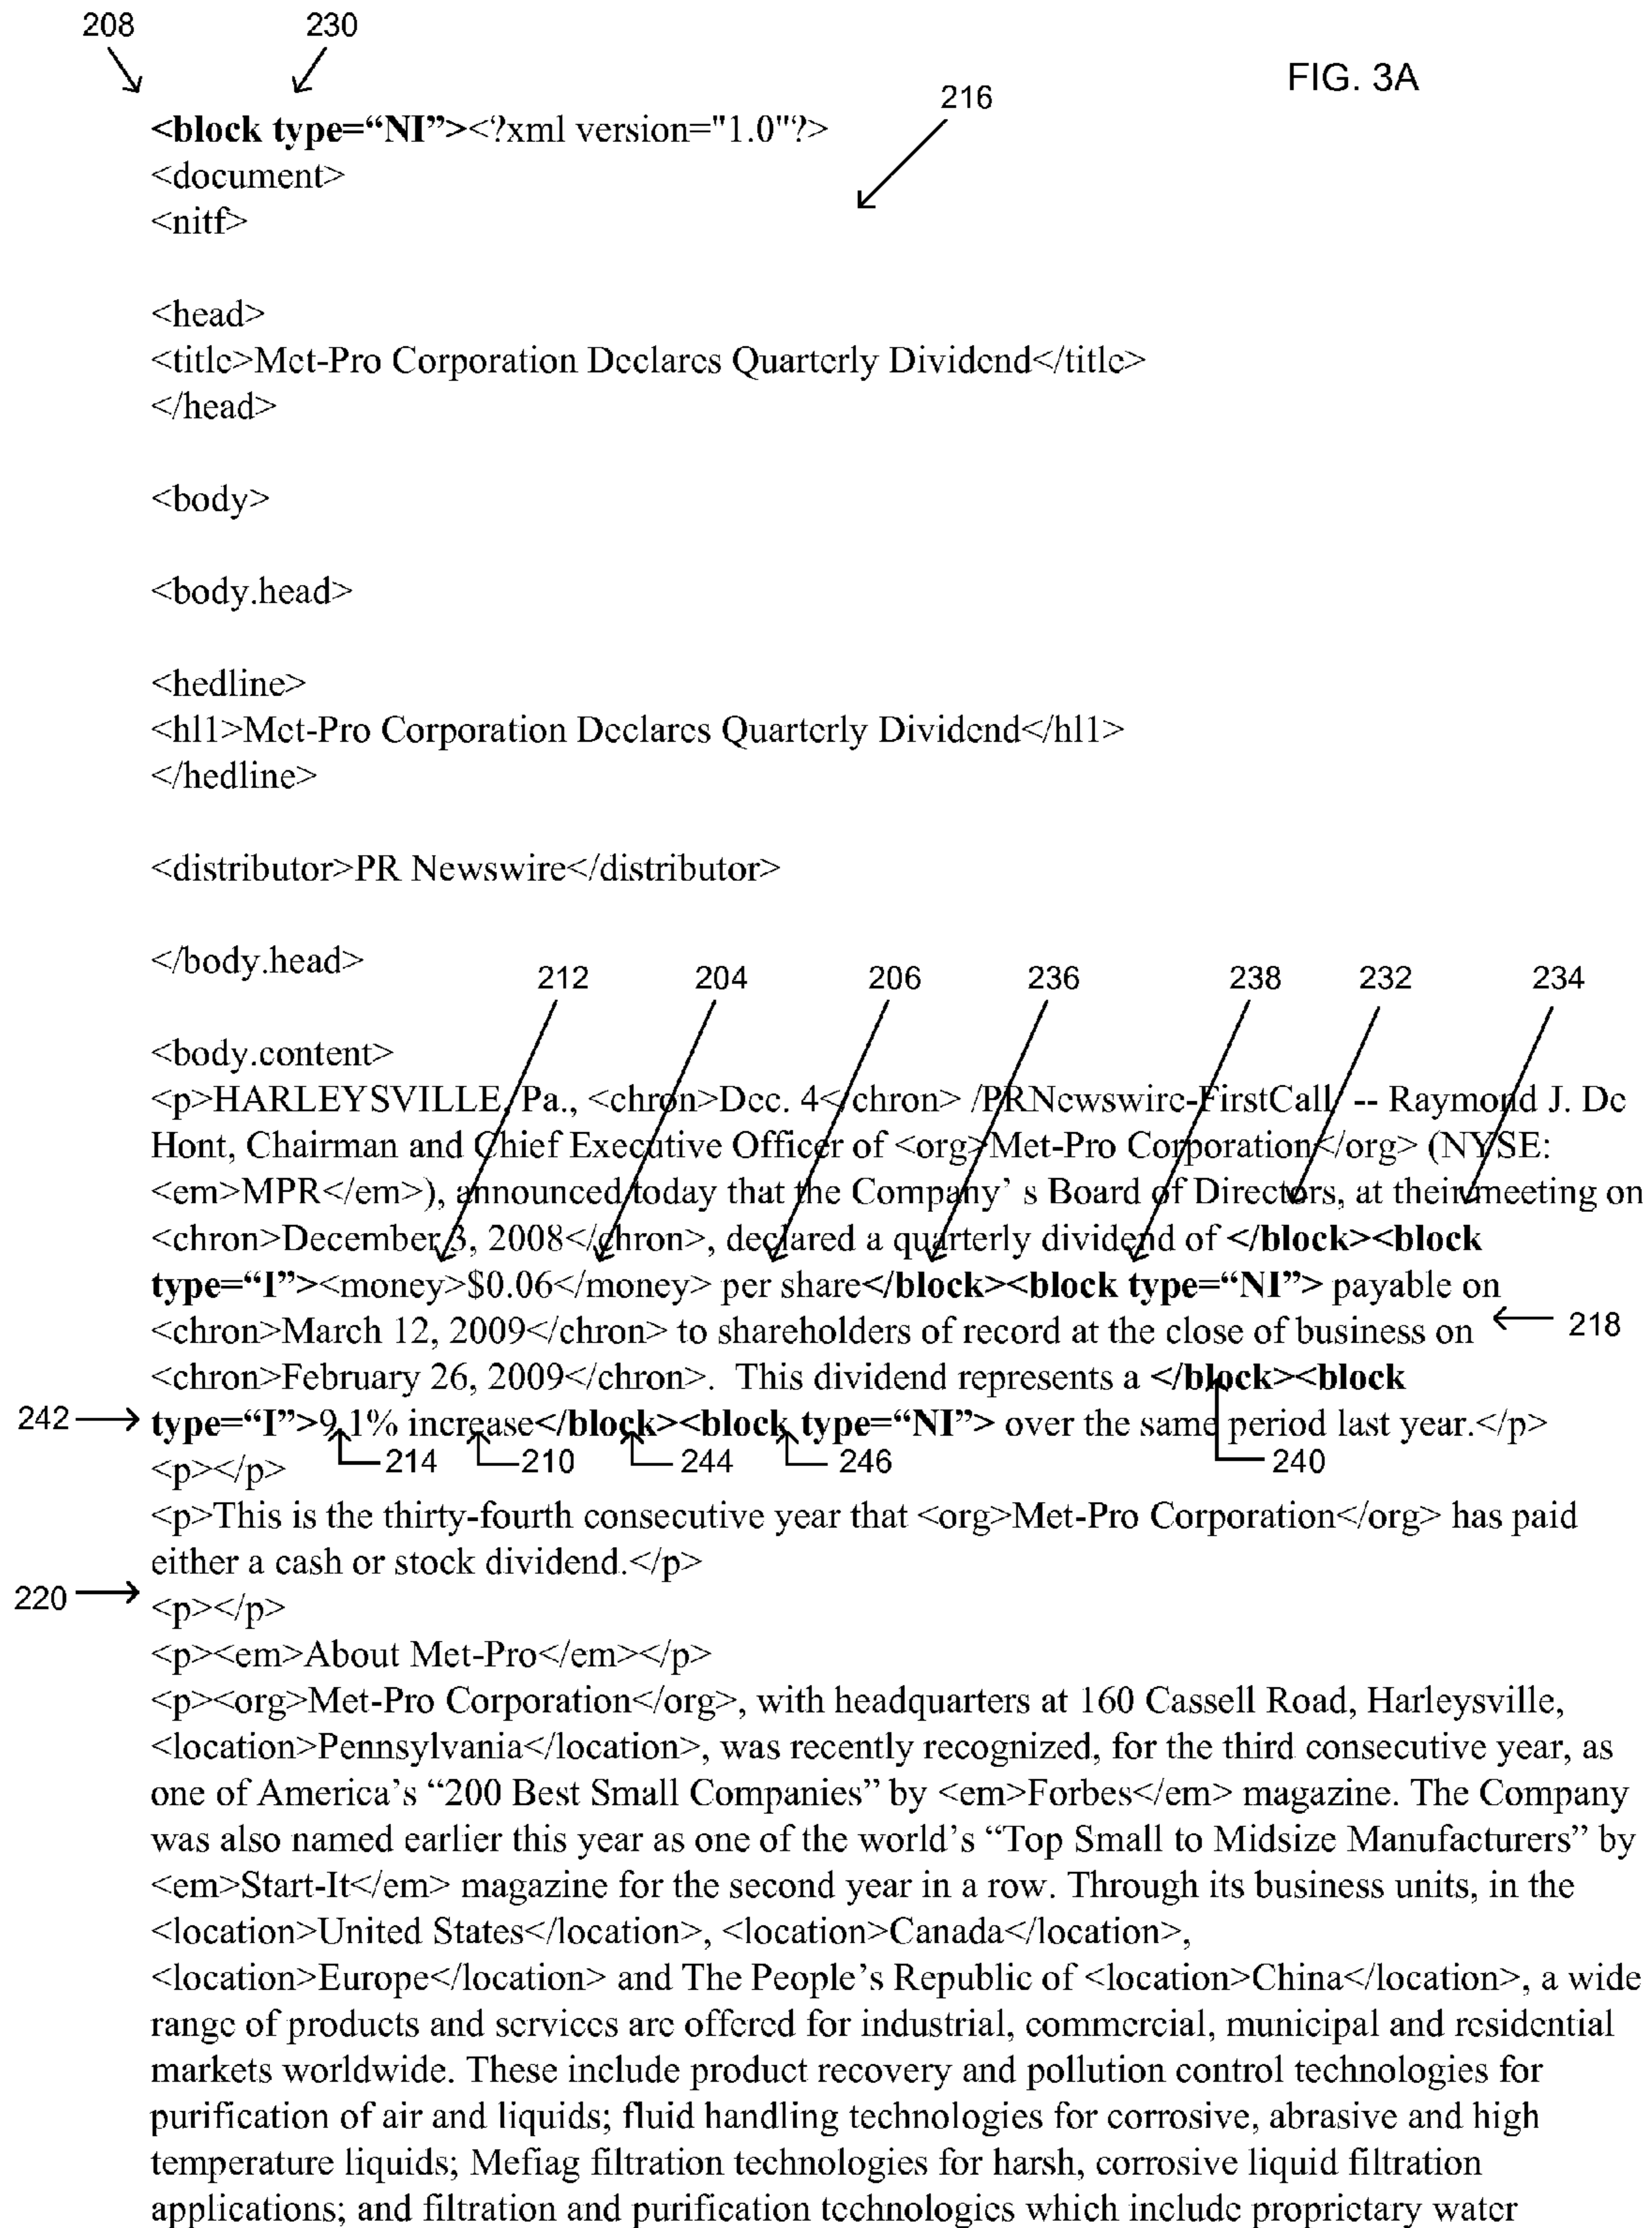 208 230
FIG. 3A
216
<block type=“NI”><?xml version="1.0"?>
<document>
<nitf>
<head>
<title>Met-Pro Corporation Declares Quarterly Dividend</title>
</head>
<body>
<body.head>
<hedline>
<hl1>Met-Pro Corporation Declares Quarterly Dividend</hl1>
</hedline>
<distributor>PR Newswire</distributor>
</body.head>
212 204 206 236 238 232 234
<body.content>
<p>HARLEYSVILLE, Pa., <chron>Dec. 4</chron> /PRNewswire-FirstCall/ -- Raymond J. De
Hont, Chairman and Chief Executive Officer of <org>Met-Pro Corporation</org> (NYSE:
<em>MPR</em>), announced today that the Company’ s Board of Directors, at their meeting on
<chron>December 3, 2008</chron>, declared a quarterly dividend of </block><block
type=“I”><money>$0.06</money> per share</block><block type=“NI”> payable on
<chron>March 12, 2009</chron> to shareholders of record at the close of business on
218
<chron>February 26, 2009</chron>.  This dividend represents a </block><block
242
type=“I”>9.1% increase</block><block type=“NI”> over the same period last year.</p>
214 210 244 246 240
<p></p>
<p>This is the thirty-fourth consecutive year that <org>Met-Pro Corporation</org> has paid
either a cash or stock dividend.</p>
220
<p></p>
<p><em>About Met-Pro</em></p>
<p><org>Met-Pro Corporation</org>, with headquarters at 160 Cassell Road, Harleysville,
<location>Pennsylvania</location>, was recently recognized, for the third consecutive year, as
one of America’s “200 Best Small Companies” by <em>Forbes</em> magazine. The Company
was also named earlier this year as one of the world’s “Top Small to Midsize Manufacturers” by
<em>Start-It</em> magazine for the second year in a row. Through its business units, in the
<location>United States</location>, <location>Canada</location>,
<location>Europe</location> and The People’s Republic of <location>China</location>, a wide
range of products and services are offered for industrial, commercial, municipal and residential
markets worldwide. These include product recovery and pollution control technologies for
purification of air and liquids; fluid handling technologies for corrosive, abrasive and high
temperature liquids; Mefiag filtration technologies for harsh, corrosive liquid filtration
applications; and filtration and purification technologies which include proprietary water